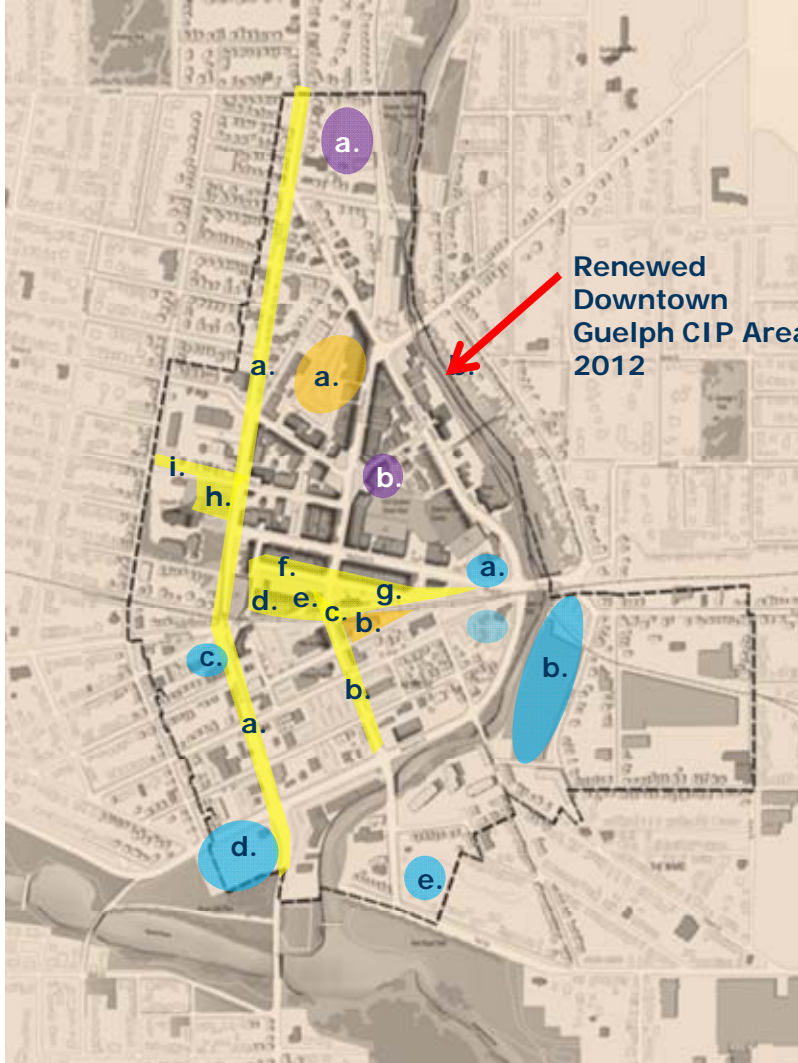 a.
Renewed
Downtown
Guelph CIP Area
2012
b.
a.
a.
i.
b.
h.
f.
a.
g.
d.
e.
c.
b.
c.
b.
b.
a.
d.
e.